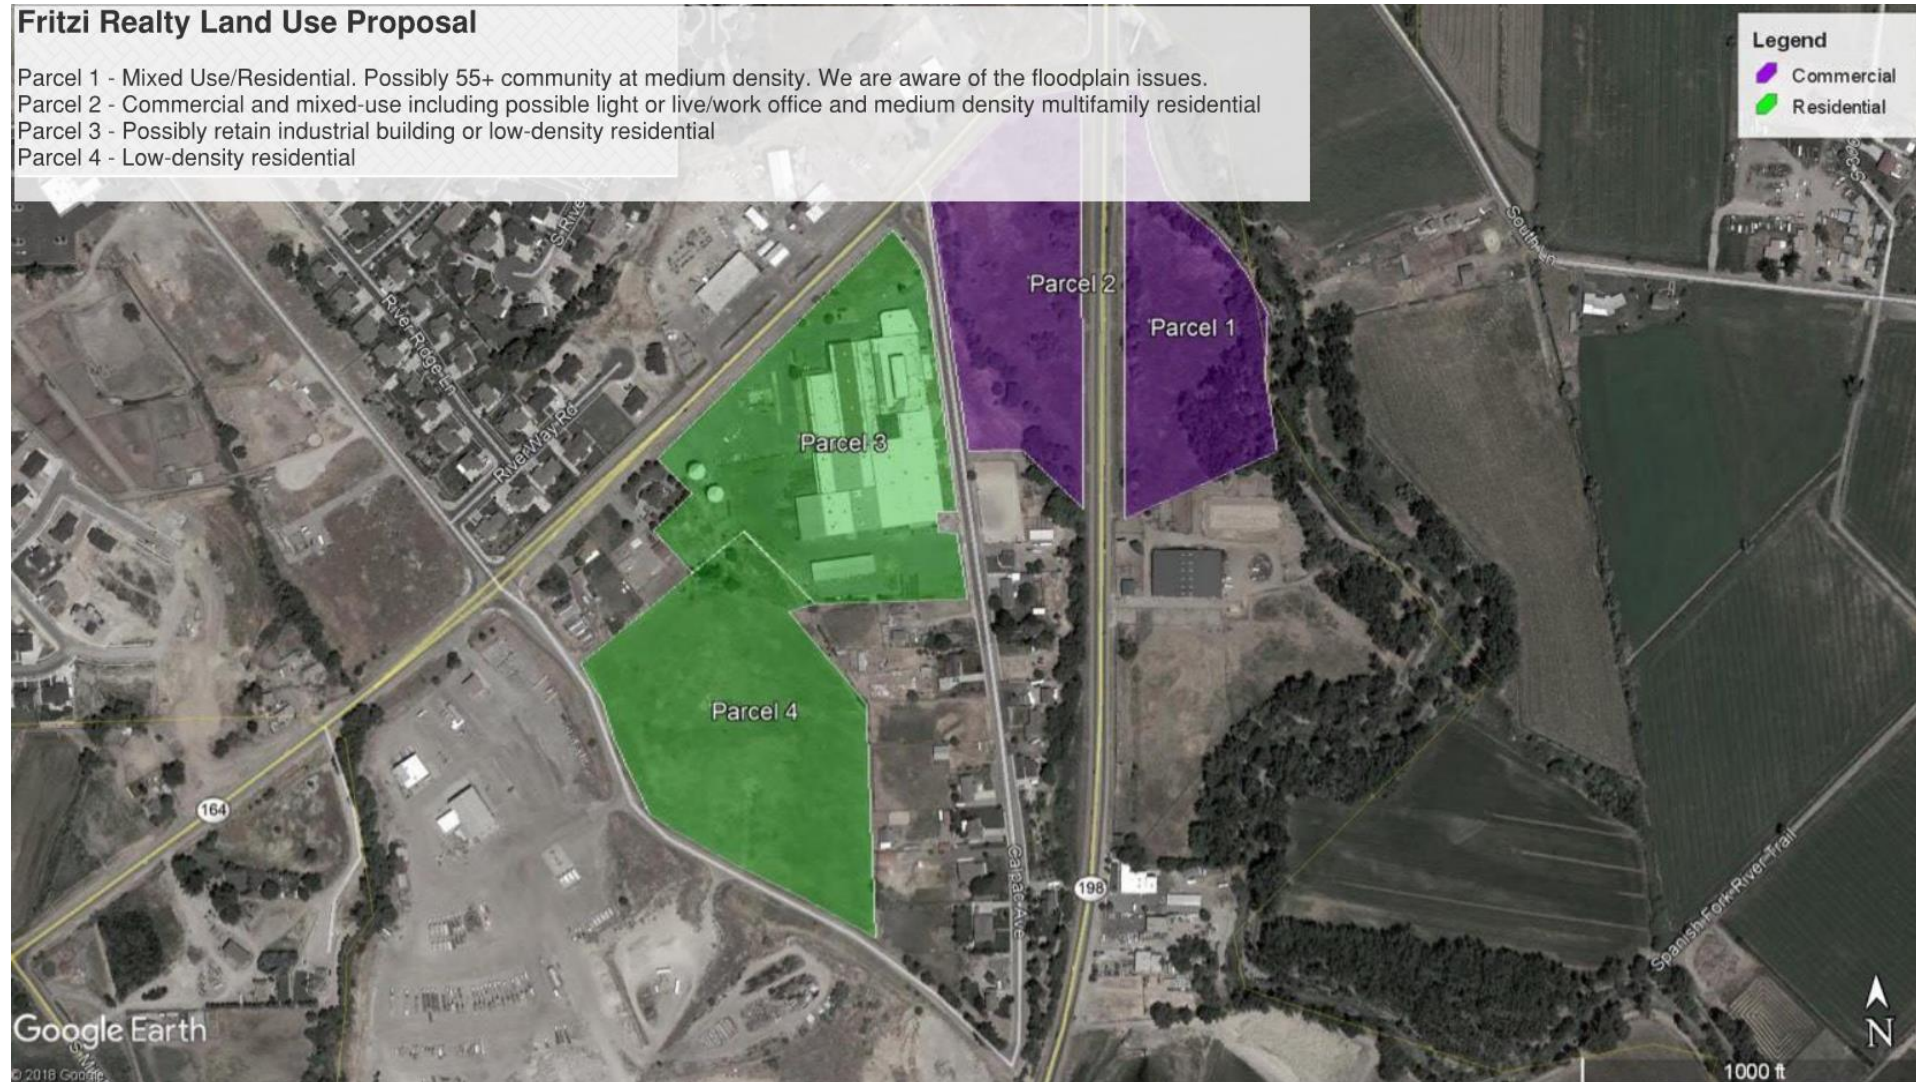 Fritzi Realty Land Use Proposal
Parcel 1 - Mixed Use/Residential. Possibly 55+ community at medium density. We are aware of the floodplain issues.
Parcel 2 - Commercial and mixed-use including possible light or live/work office and medium density multifamily residential
Parcel 3 - Possibly retain industrial building or low-density residential
Parcel 4 - Low-density residential
Legend
Commercial
Residential
South Ln
Parcel 2
Parcel 1
River Ridge Ln
River Way Rd
Parcel 3
Parcel 4
164
Calpac Ave
198
Spanish Fork River Trail
Google Earth
N
© 2018 Google
1000 ft